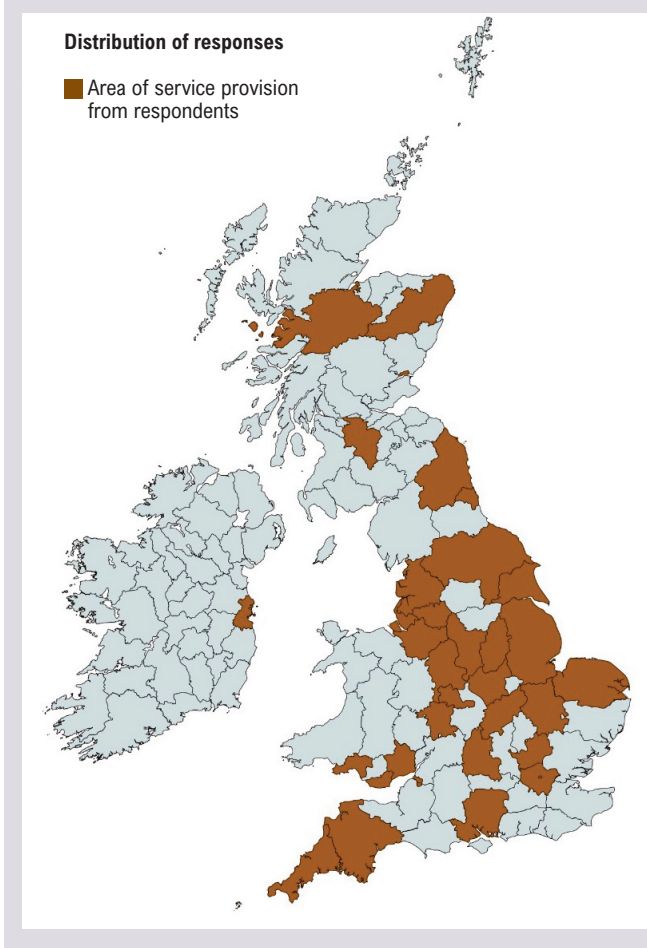 Distribution of responses
Area of service provision
from respondents